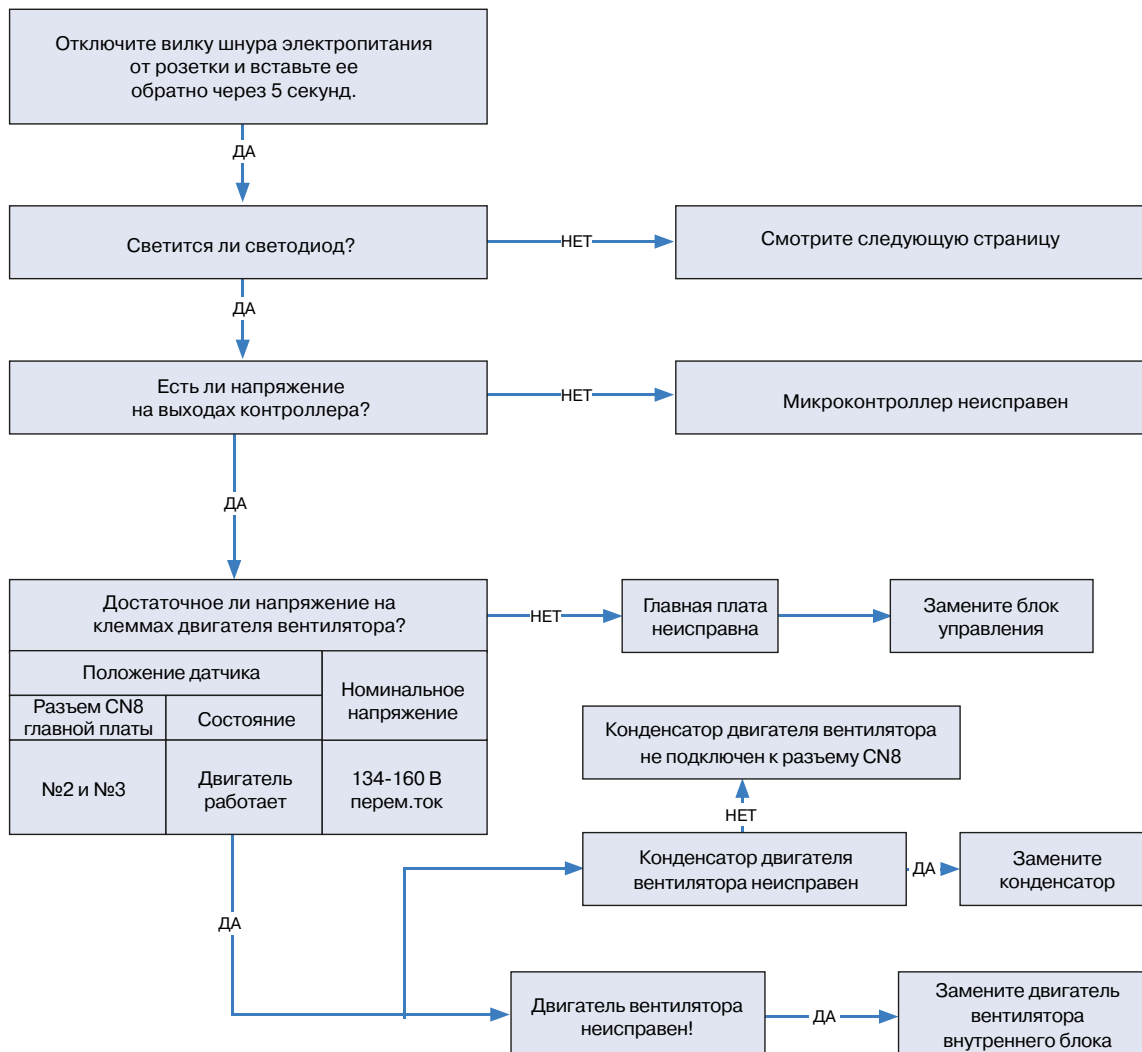 Отключите вилку шнура электропитания
от розетки и вставьте ее
обратно через 5 секунд.
ДА
Светится ли светодиод?
НЕТ
Смотрите следующую страницу
ДА
Есть ли напряжение
на выходах контроллера?
НЕТ
Микроконтроллер неисправен
ДА
Достаточное ли напряжение на
клеммах двигателя вентилятора?
НЕТ
Главная плата
неисправна
Замените блок
управления
Положение датчика
Номинальное
напряжение
Разъем CN8
главной платы
Состояние
№2 и №3
Двигатель
работает
134-160 В
перем.ток
Конденсатор двигателя вентилятора
не подключен к разъему CN8
НЕТ
Конденсатор двигателя
вентилятора неисправен
ДА
Замените
конденсатор
ДА
Двигатель вентилятора
неисправен!
ДА
Замените двигатель
вентилятора
внутреннего блока